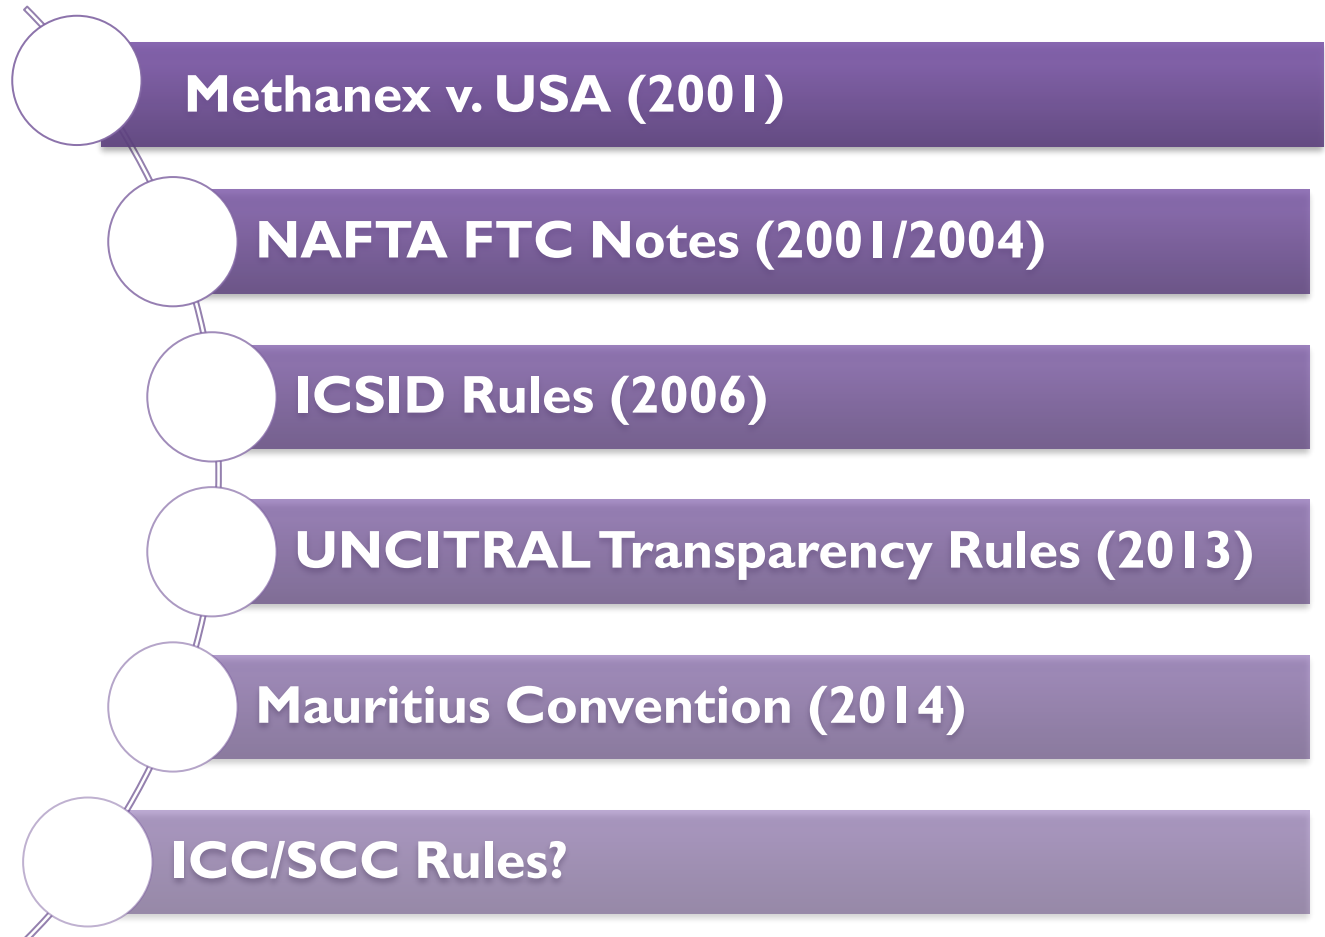 Methanex v. USA (2001)
NAFTA FTC Notes (2001/2004)
ICSID Rules (2006)
UNCITRAL Transparency Rules (2013)
Mauritius Convention (2014)
ICC/SCC Rules?